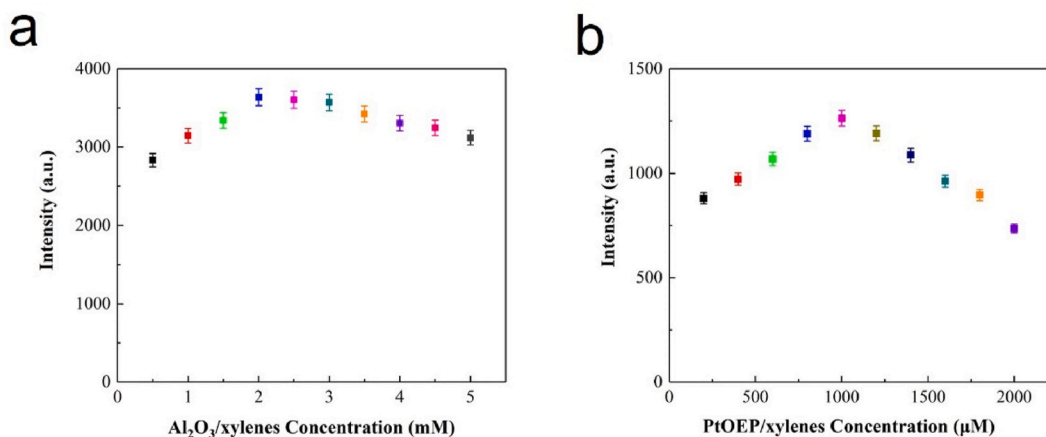 a
b
4000
3000
2000
1000
0
Intensity (a.u.)
0 1 2 3 4 5
Al₂O₃/xylenes Concentration (mM)
1500
1000
500
0
Intensity (a.u.)
0 500 1000 1500 2000
PtOEP/xylenes Concentration (μM)